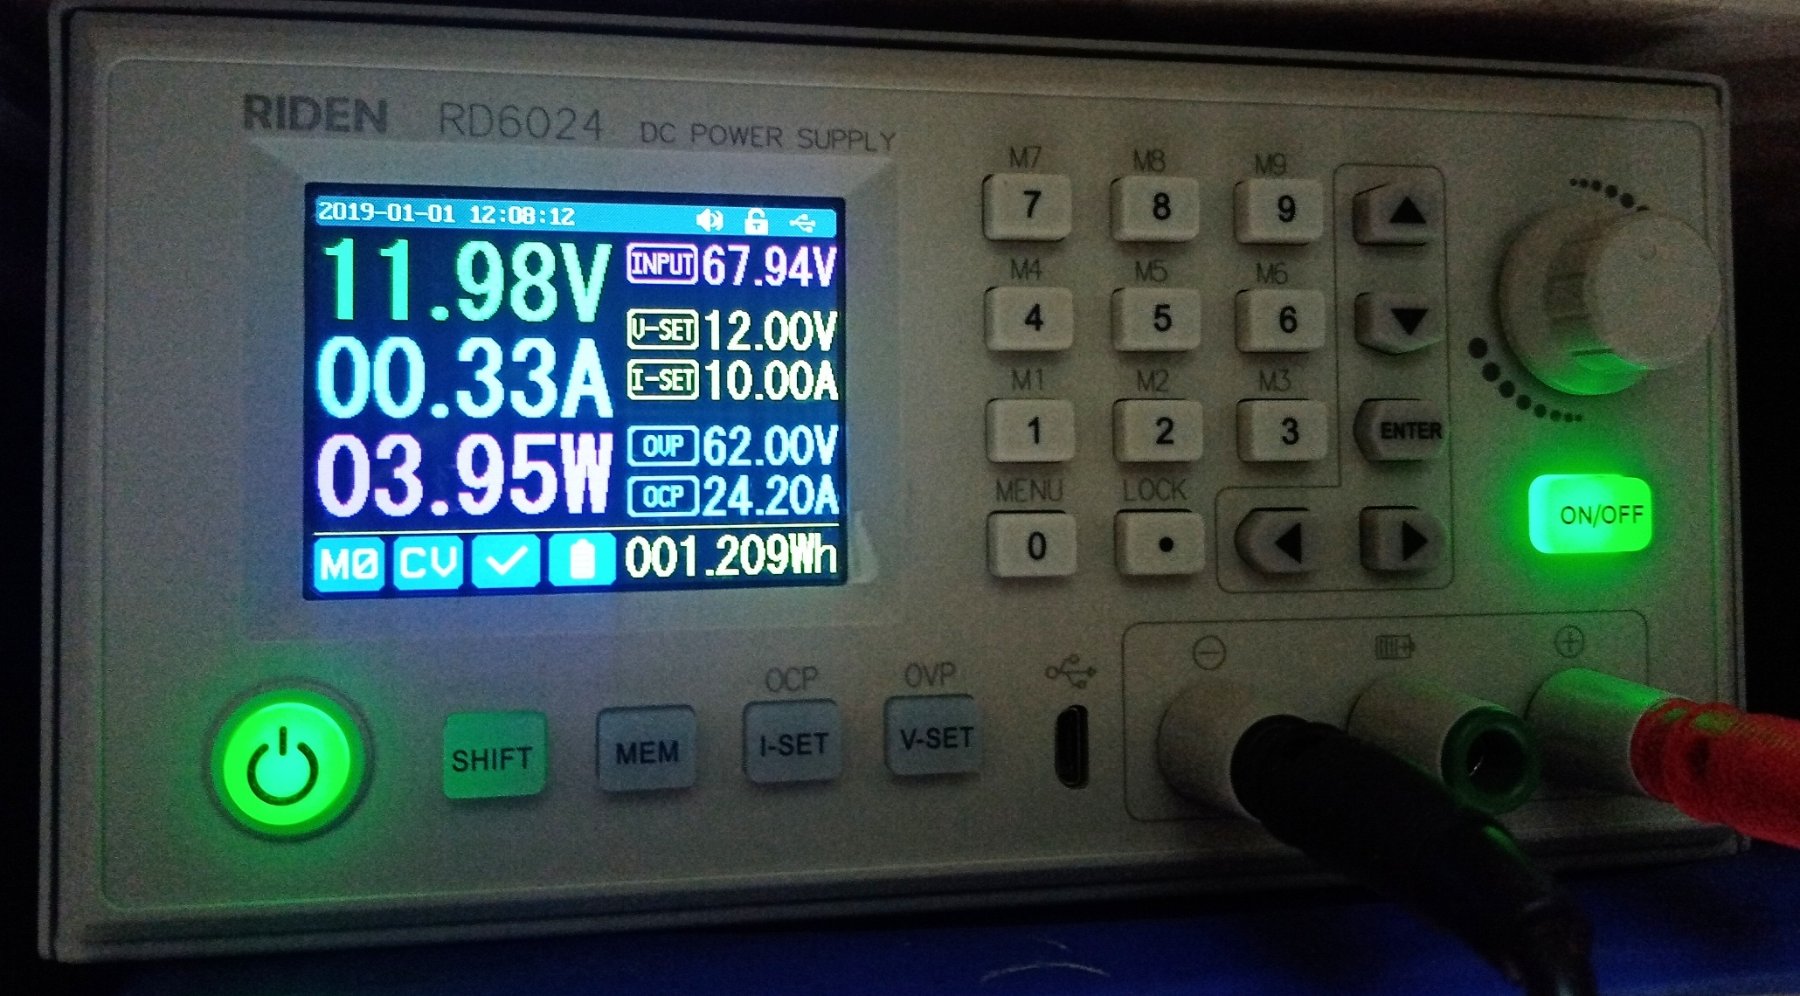 RIDEN RD6024 DC POWER SUPPLY
2019-01-01 12:08:12
11.98V
00.33A
03.95W
INPUT 67.94V
V-SET 12.00V
I-SET 10.00A
OVP 62.00V
OCP 24.20A
M0 CV 001.209Wh
M7 M8 M9
7 8 9
M4 M5 M6
4 5 6
M1 M2 M3
1 2 3 ENTER
MENU LOCK
0 .
ON/OFF
OCP OVP
SHIFT MEM I-SET V-SET